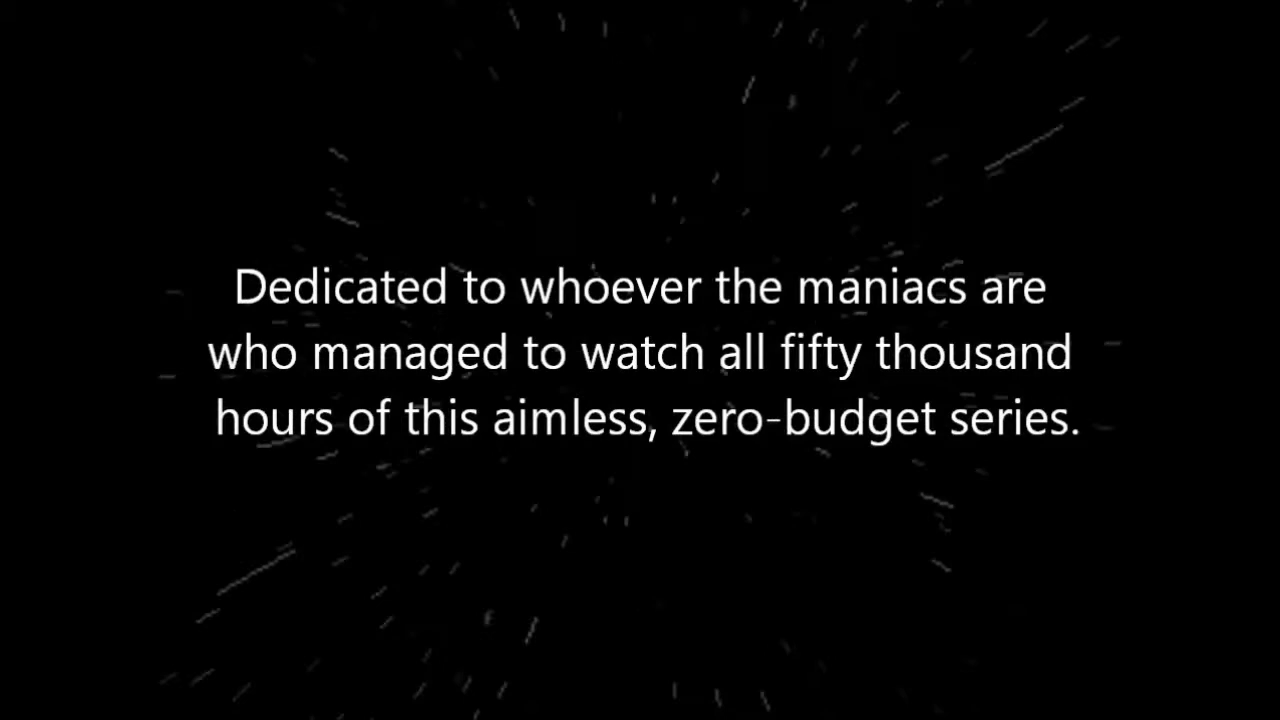 Dedicated to whoever the maniacs are
who managed to watch all fifty thousand
hours of this aimless, zero-budget series.